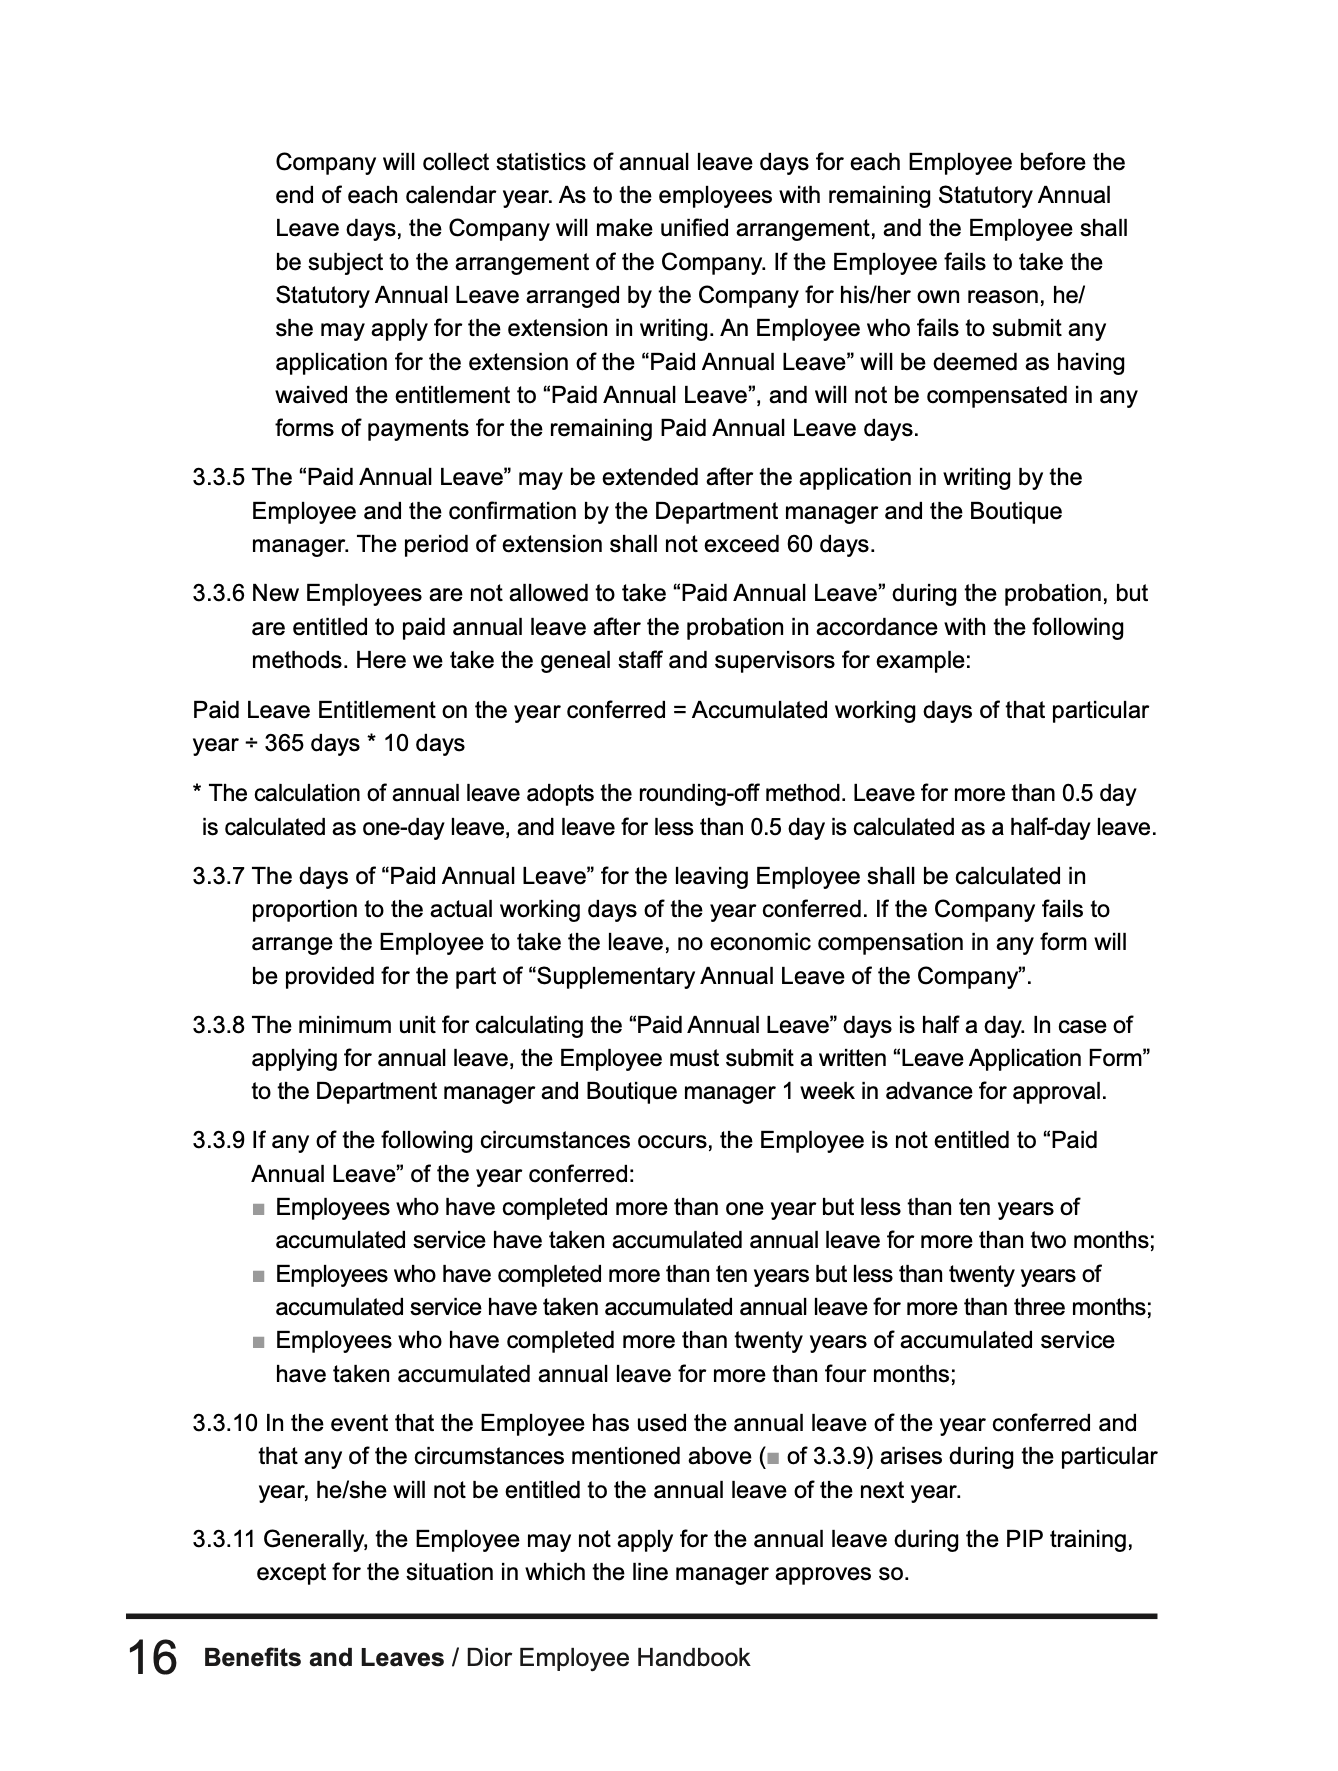 Company will collect statistics of annual leave days for each Employee before the
end of each calendar year. As to the employees with remaining Statutory Annual
Leave days, the Company will make unified arrangement, and the Employee shall
be subject to the arrangement of the Company. If the Employee fails to take the
Statutory Annual Leave arranged by the Company for his/her own reason, he/
she may apply for the extension in writing. An Employee who fails to submit any
application for the extension of the “Paid Annual Leave” will be deemed as having
waived the entitlement to “Paid Annual Leave”, and will not be compensated in any
forms of payments for the remaining Paid Annual Leave days.
3.3.5 The “Paid Annual Leave” may be extended after the application in writing by the
Employee and the confirmation by the Department manager and the Boutique
manager. The period of extension shall not exceed 60 days.
3.3.6 New Employees are not allowed to take “Paid Annual Leave” during the probation, but
are entitled to paid annual leave after the probation in accordance with the following
methods. Here we take the geneal staff and supervisors for example:
Paid Leave Entitlement on the year conferred = Accumulated working days of that particular
year ÷ 365 days * 10 days
* The calculation of annual leave adopts the rounding-off method. Leave for more than 0.5 day
is calculated as one-day leave, and leave for less than 0.5 day is calculated as a half-day leave.
3.3.7 The days of “Paid Annual Leave” for the leaving Employee shall be calculated in
proportion to the actual working days of the year conferred. If the Company fails to
arrange the Employee to take the leave, no economic compensation in any form will
be provided for the part of “Supplementary Annual Leave of the Company”.
3.3.8 The minimum unit for calculating the “Paid Annual Leave” days is half a day. In case of
applying for annual leave, the Employee must submit a written “Leave Application Form”
to the Department manager and Boutique manager 1 week in advance for approval.
3.3.9 If any of the following circumstances occurs, the Employee is not entitled to “Paid
Annual Leave” of the year conferred:
■ Employees who have completed more than one year but less than ten years of
accumulated service have taken accumulated annual leave for more than two months;
■ Employees who have completed more than ten years but less than twenty years of
accumulated service have taken accumulated annual leave for more than three months;
■ Employees who have completed more than twenty years of accumulated service
have taken accumulated annual leave for more than four months;
3.3.10 In the event that the Employee has used the annual leave of the year conferred and
that any of the circumstances mentioned above (■ of 3.3.9) arises during the particular
year, he/she will not be entitled to the annual leave of the next year.
3.3.11 Generally, the Employee may not apply for the annual leave during the PIP training,
except for the situation in which the line manager approves so.
16 Benefits and Leaves / Dior Employee Handbook